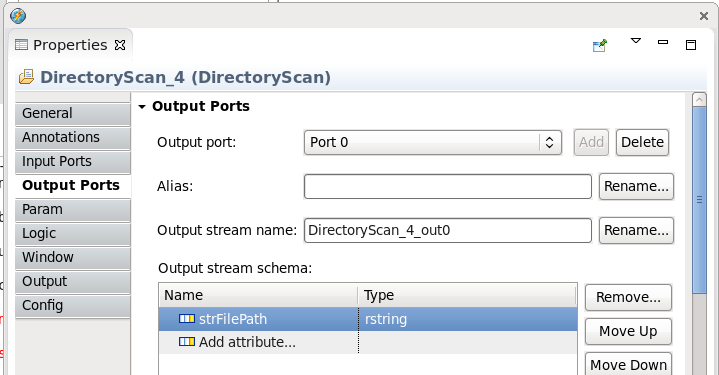 Properties
DirectoryScan_4 (DirectoryScan)
General
Annotations
Input Ports
Output Ports
Param
Logic
Window
Output
Config
Output Ports
Output port: Port 0 Add Delete
Alias: Rename...
Output stream name: DirectoryScan_4_out0 Rename...
Output stream schema:
Name Type
strFilePath rstring
Add attribute...
Remove...
Move Up
Move Down